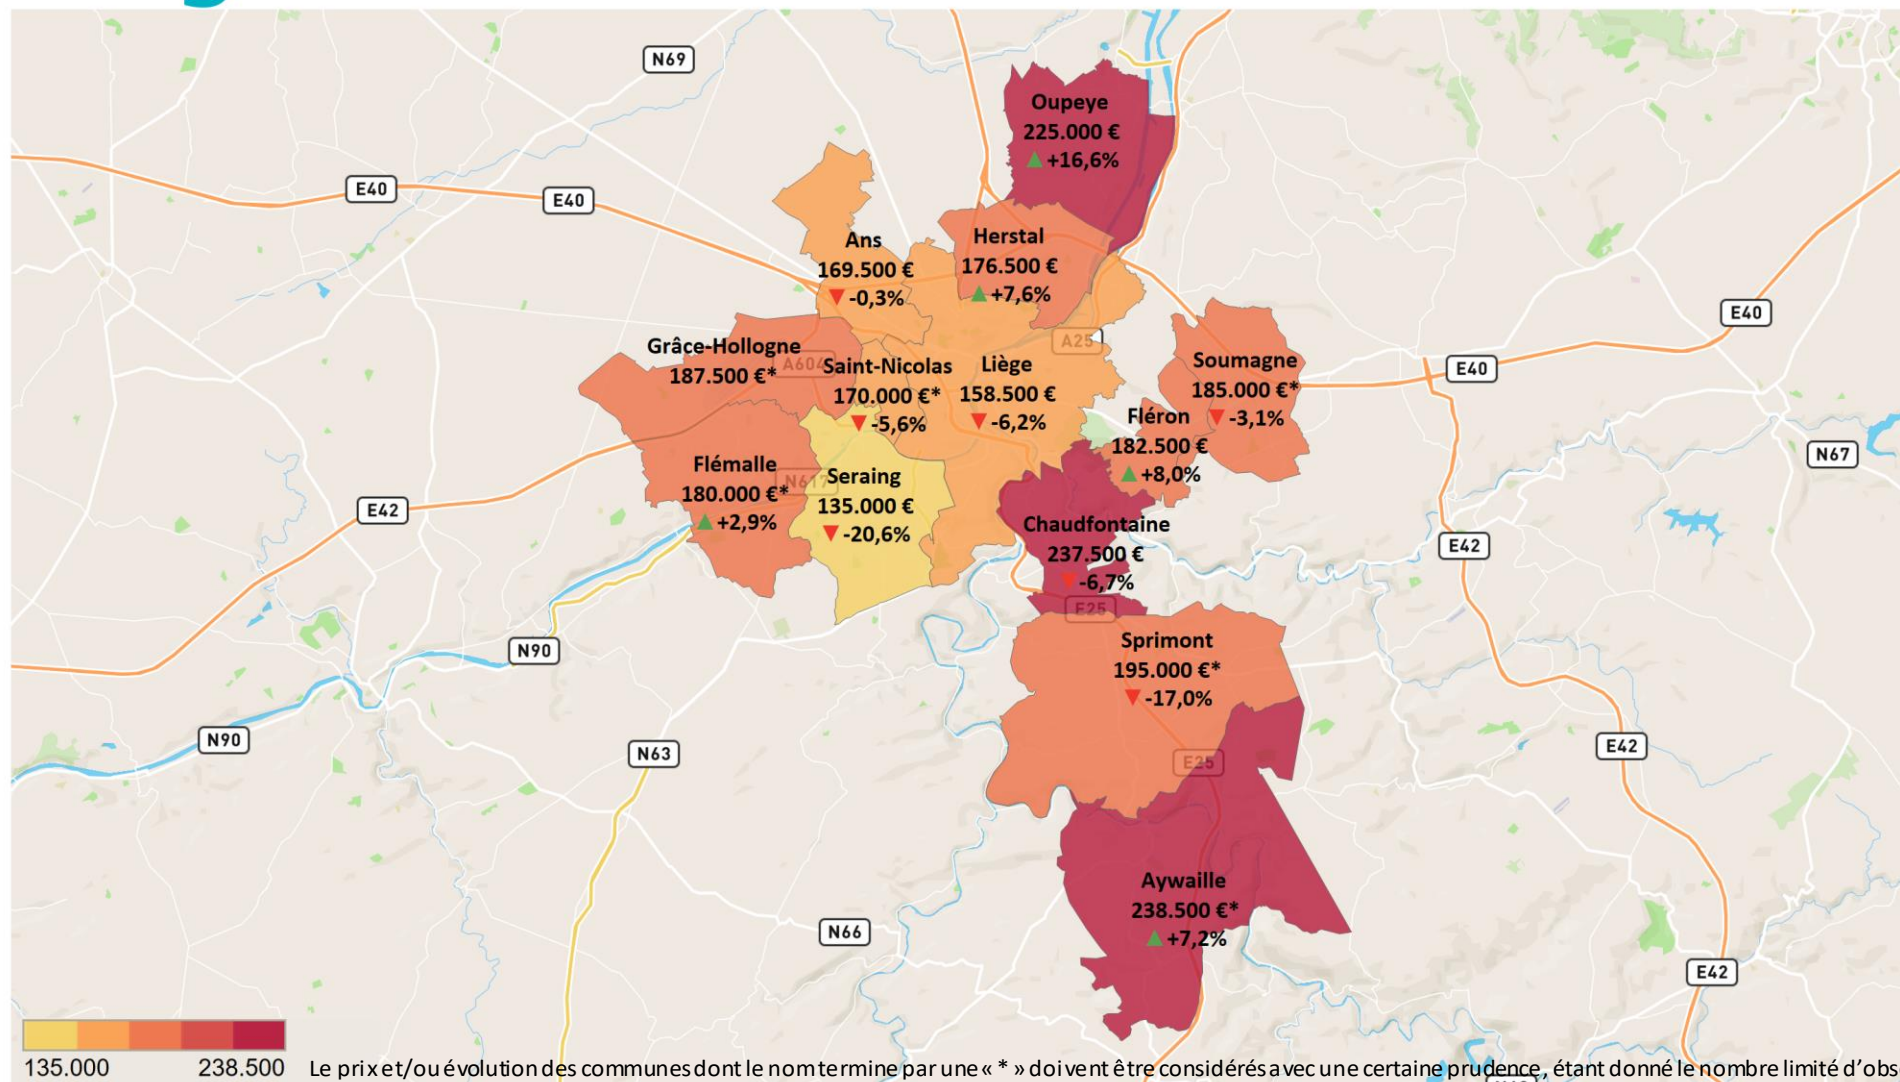 N69
Oupeye
225.000 €
+16,6%
E40
E40
Ans
169.500 €
-0,3%
Herstal
176.500 €
+7,6%
E40
A25
Grâce-Hollogne
187.500 €*
A604
Saint-Nicolas
170.000 €*
-5,6%
Liège
158.500 €
-6,2%
Soumagne
185.000 €*
-3,1%
E40
Fléron
182.500 €
+8,0%
N67
Flémalle
180.000 €*
+2,9%
N617
Seraing
135.000 €
-20,6%
E42
Chaudfontaine
237.500 €
-6,7%
E42
E25
N90
Sprimont
195.000 €*
-17,0%
N90
N63
E25
E42
Aywaille
238.500 €*
+7,2%
N66
E42
135.000 238.500
Le prix et/ou évolution des communes dont le nom termine par une « * » doivent être considérés avec une certaine prudence, étant donné le nombre limité d'obs